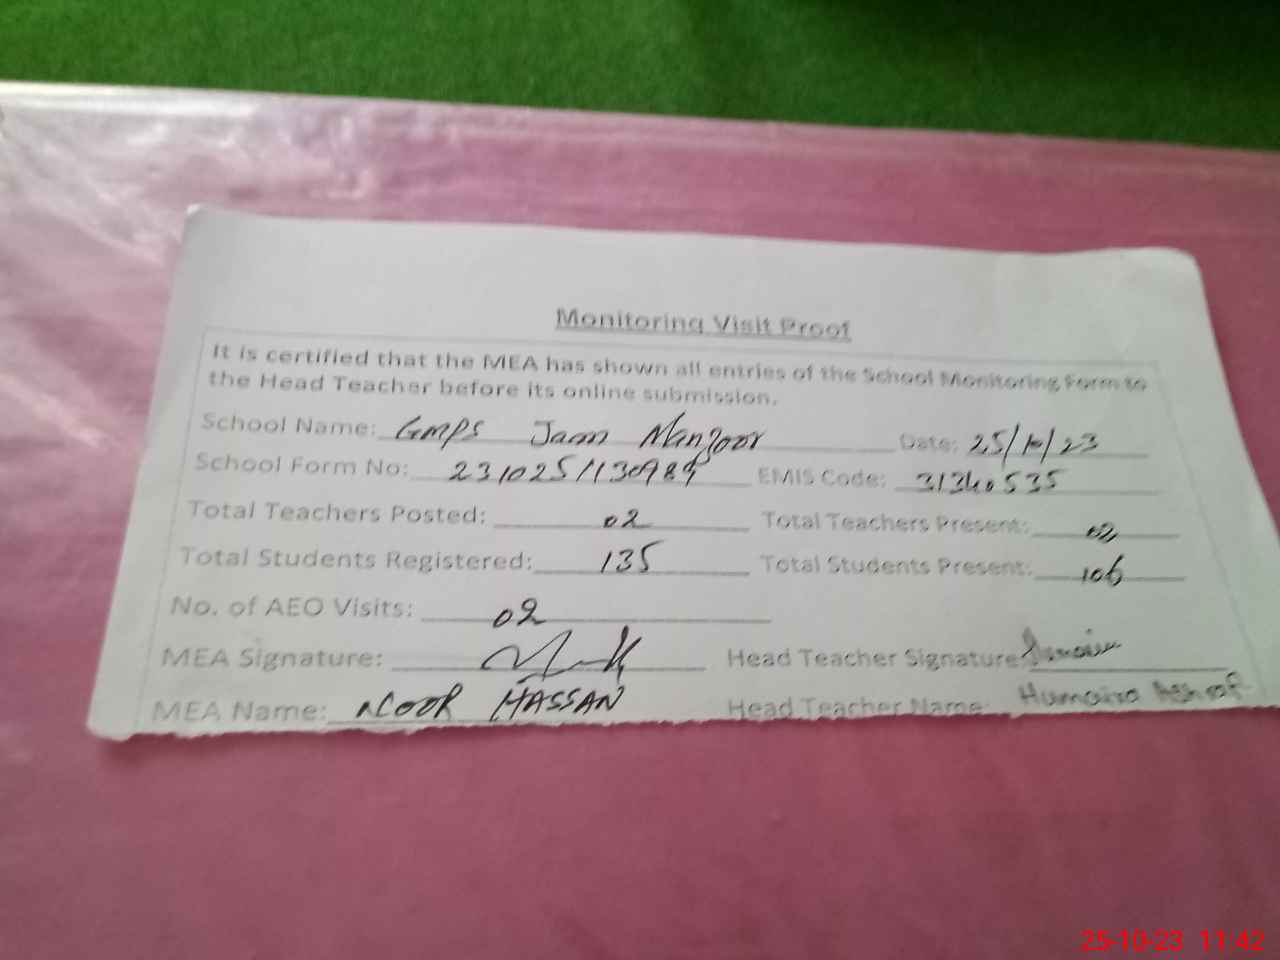 Monitoring Visit Proof
It is certified that the MEA has shown all entries of the School Monitoring Form to
the Head Teacher before its online submission.
School Name: GMPS Jaam Manzoor Date: 25/10/23
School Form No: 231025/130989 EMIS Code: 31340535
Total Teachers Posted: 02 Total Teachers Present: 02
Total Students Registered: 135 Total Students Present: 106
No. of AEO Visits: 02
MEA Signature: Head Teacher Signature: Humaira
MEA Name: NOOR HASSAN Head Teacher Name: Humaira Ashraf
25-10-23 11:42